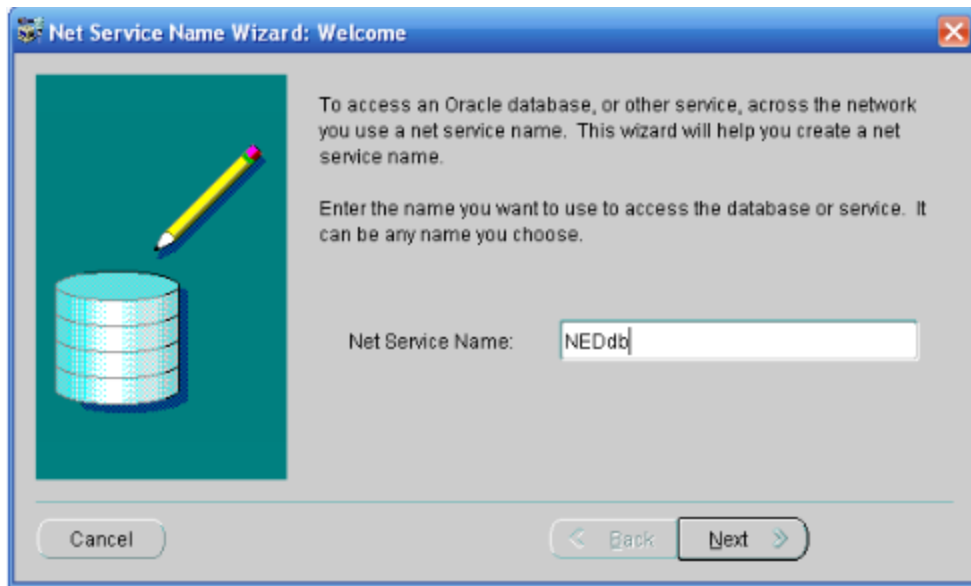 Net Service Name Wizard: Welcome
To access an Oracle database, or other service, across the network
you use a net service name. This wizard will help you create a net
service name.
Enter the name you want to use to access the database or service. It
can be any name you choose.
Net Service Name: NEDdb
Cancel Back Next